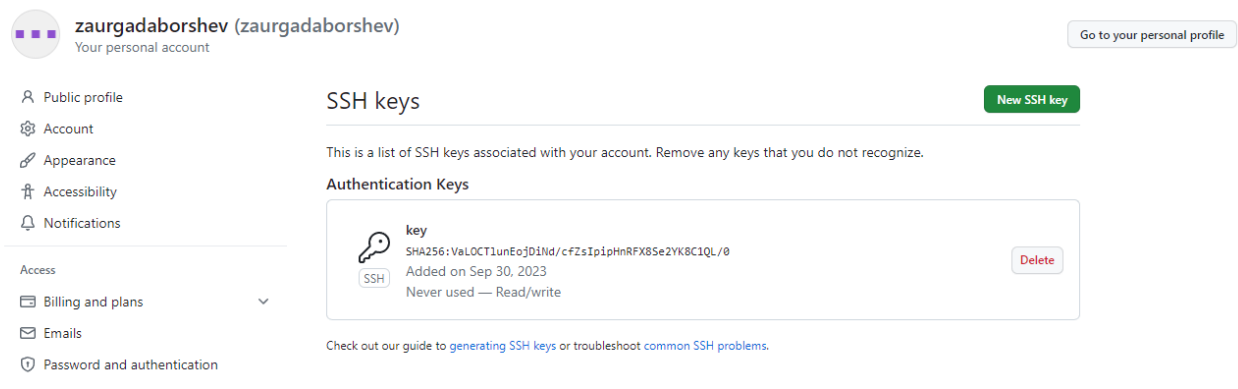 zaurgadaborshev (zaurgadaborshev)
Your personal account
Go to your personal profile
Public profile
Account
Appearance
Accessibility
Notifications
Access
Billing and plans
Emails
Password and authentication
SSH keys
New SSH key
This is a list of SSH keys associated with your account. Remove any keys that you do not recognize.
Authentication Keys
key
SHA256:VaLOCTlunEojDiNd/cfZsIpipHnRFX8Se2YK8C1QL/0
SSH
Added on Sep 30, 2023
Never used — Read/write
Delete
Check out our guide to generating SSH keys or troubleshoot common SSH problems.